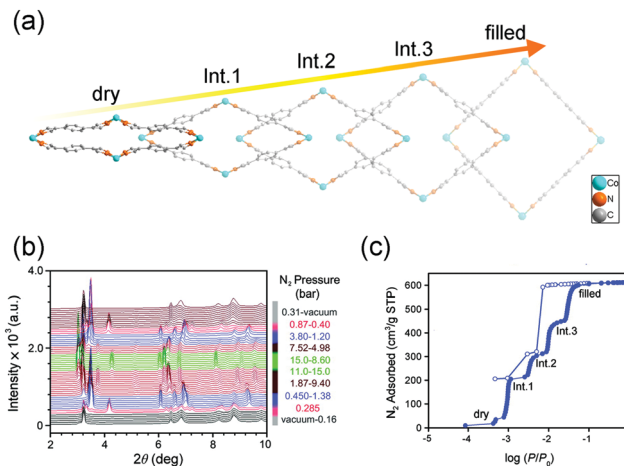 (a)
filled
Int.3
Int.2
Int.1
dry
Co
N
C
(b)
Intensity × 10³ (a.u.)
4.0
2.0
0
2 4 6 8 10
2θ (deg)
N₂ Pressure
(bar)
0.31-vacuum
0.87-0.40
3.80-1.20
7.52-4.98
15.0-8.60
11.0-15.0
1.87-9.40
0.450-1.38
0.285
vacuum-0.16
(c)
N₂ Adsorbed (cm³/g STP)
600
500
400
300
200
100
0
filled
Int.3
Int.2
Int.1
dry
-5 -4 -3 -2 -1 0
log (P/P₀)